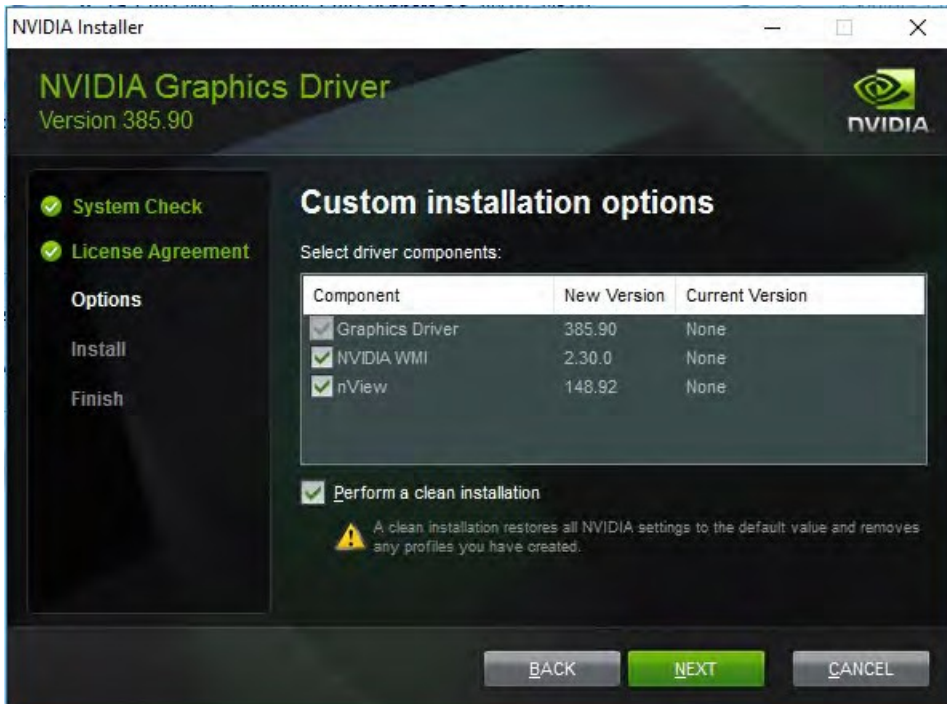 NVIDIA Installer
NVIDIA Graphics Driver
Version 385.90
NVIDIA
System Check
License Agreement
Options
Install
Finish
Custom installation options
Select driver components:
Component New Version Current Version
Graphics Driver 385.90 None
NVIDIA WMI 2.30.0 None
nView 148.92 None
Perform a clean installation
A clean installation restores all NVIDIA settings to the default value and removes
any profiles you have created.
BACK NEXT CANCEL